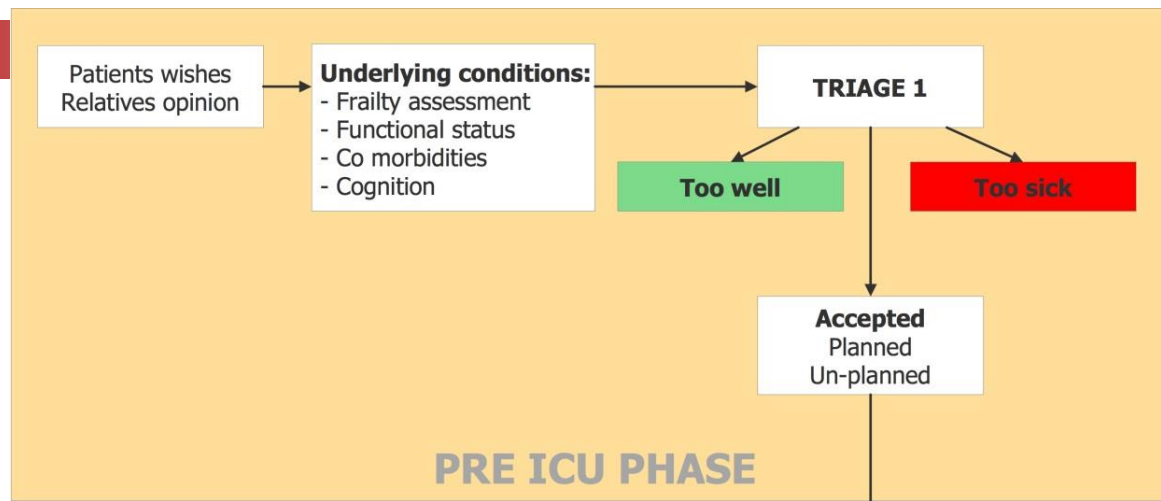 Patients wishes
Relatives opinion
Underlying conditions:
- Frailty assessment
- Functional status
- Co morbidities
- Cognition
TRIAGE 1
Too well
Too sick
Accepted
Planned
Un-planned
PRE ICU PHASE